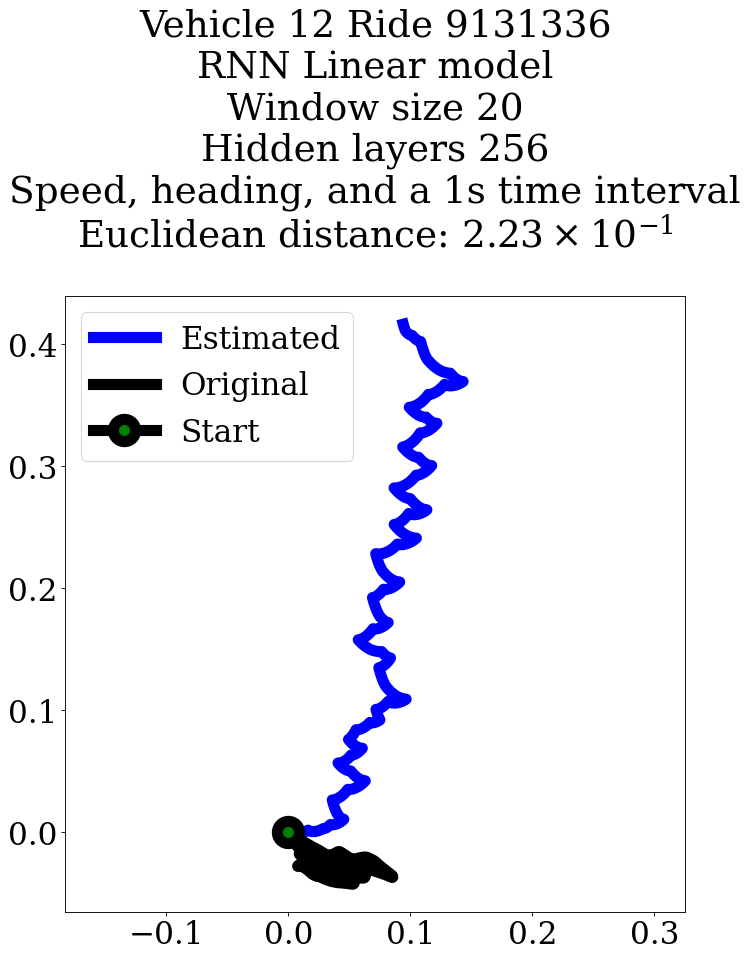 Vehicle 12 Ride 9131336
RNN Linear model
Window size 20
Hidden layers 256
Speed, heading, and a 1s time interval
Euclidean distance: 2.23 × 10⁻¹
Estimated
Original
Start
0.4
0.3
0.2
0.1
0.0
−0.1 0.0 0.1 0.2 0.3